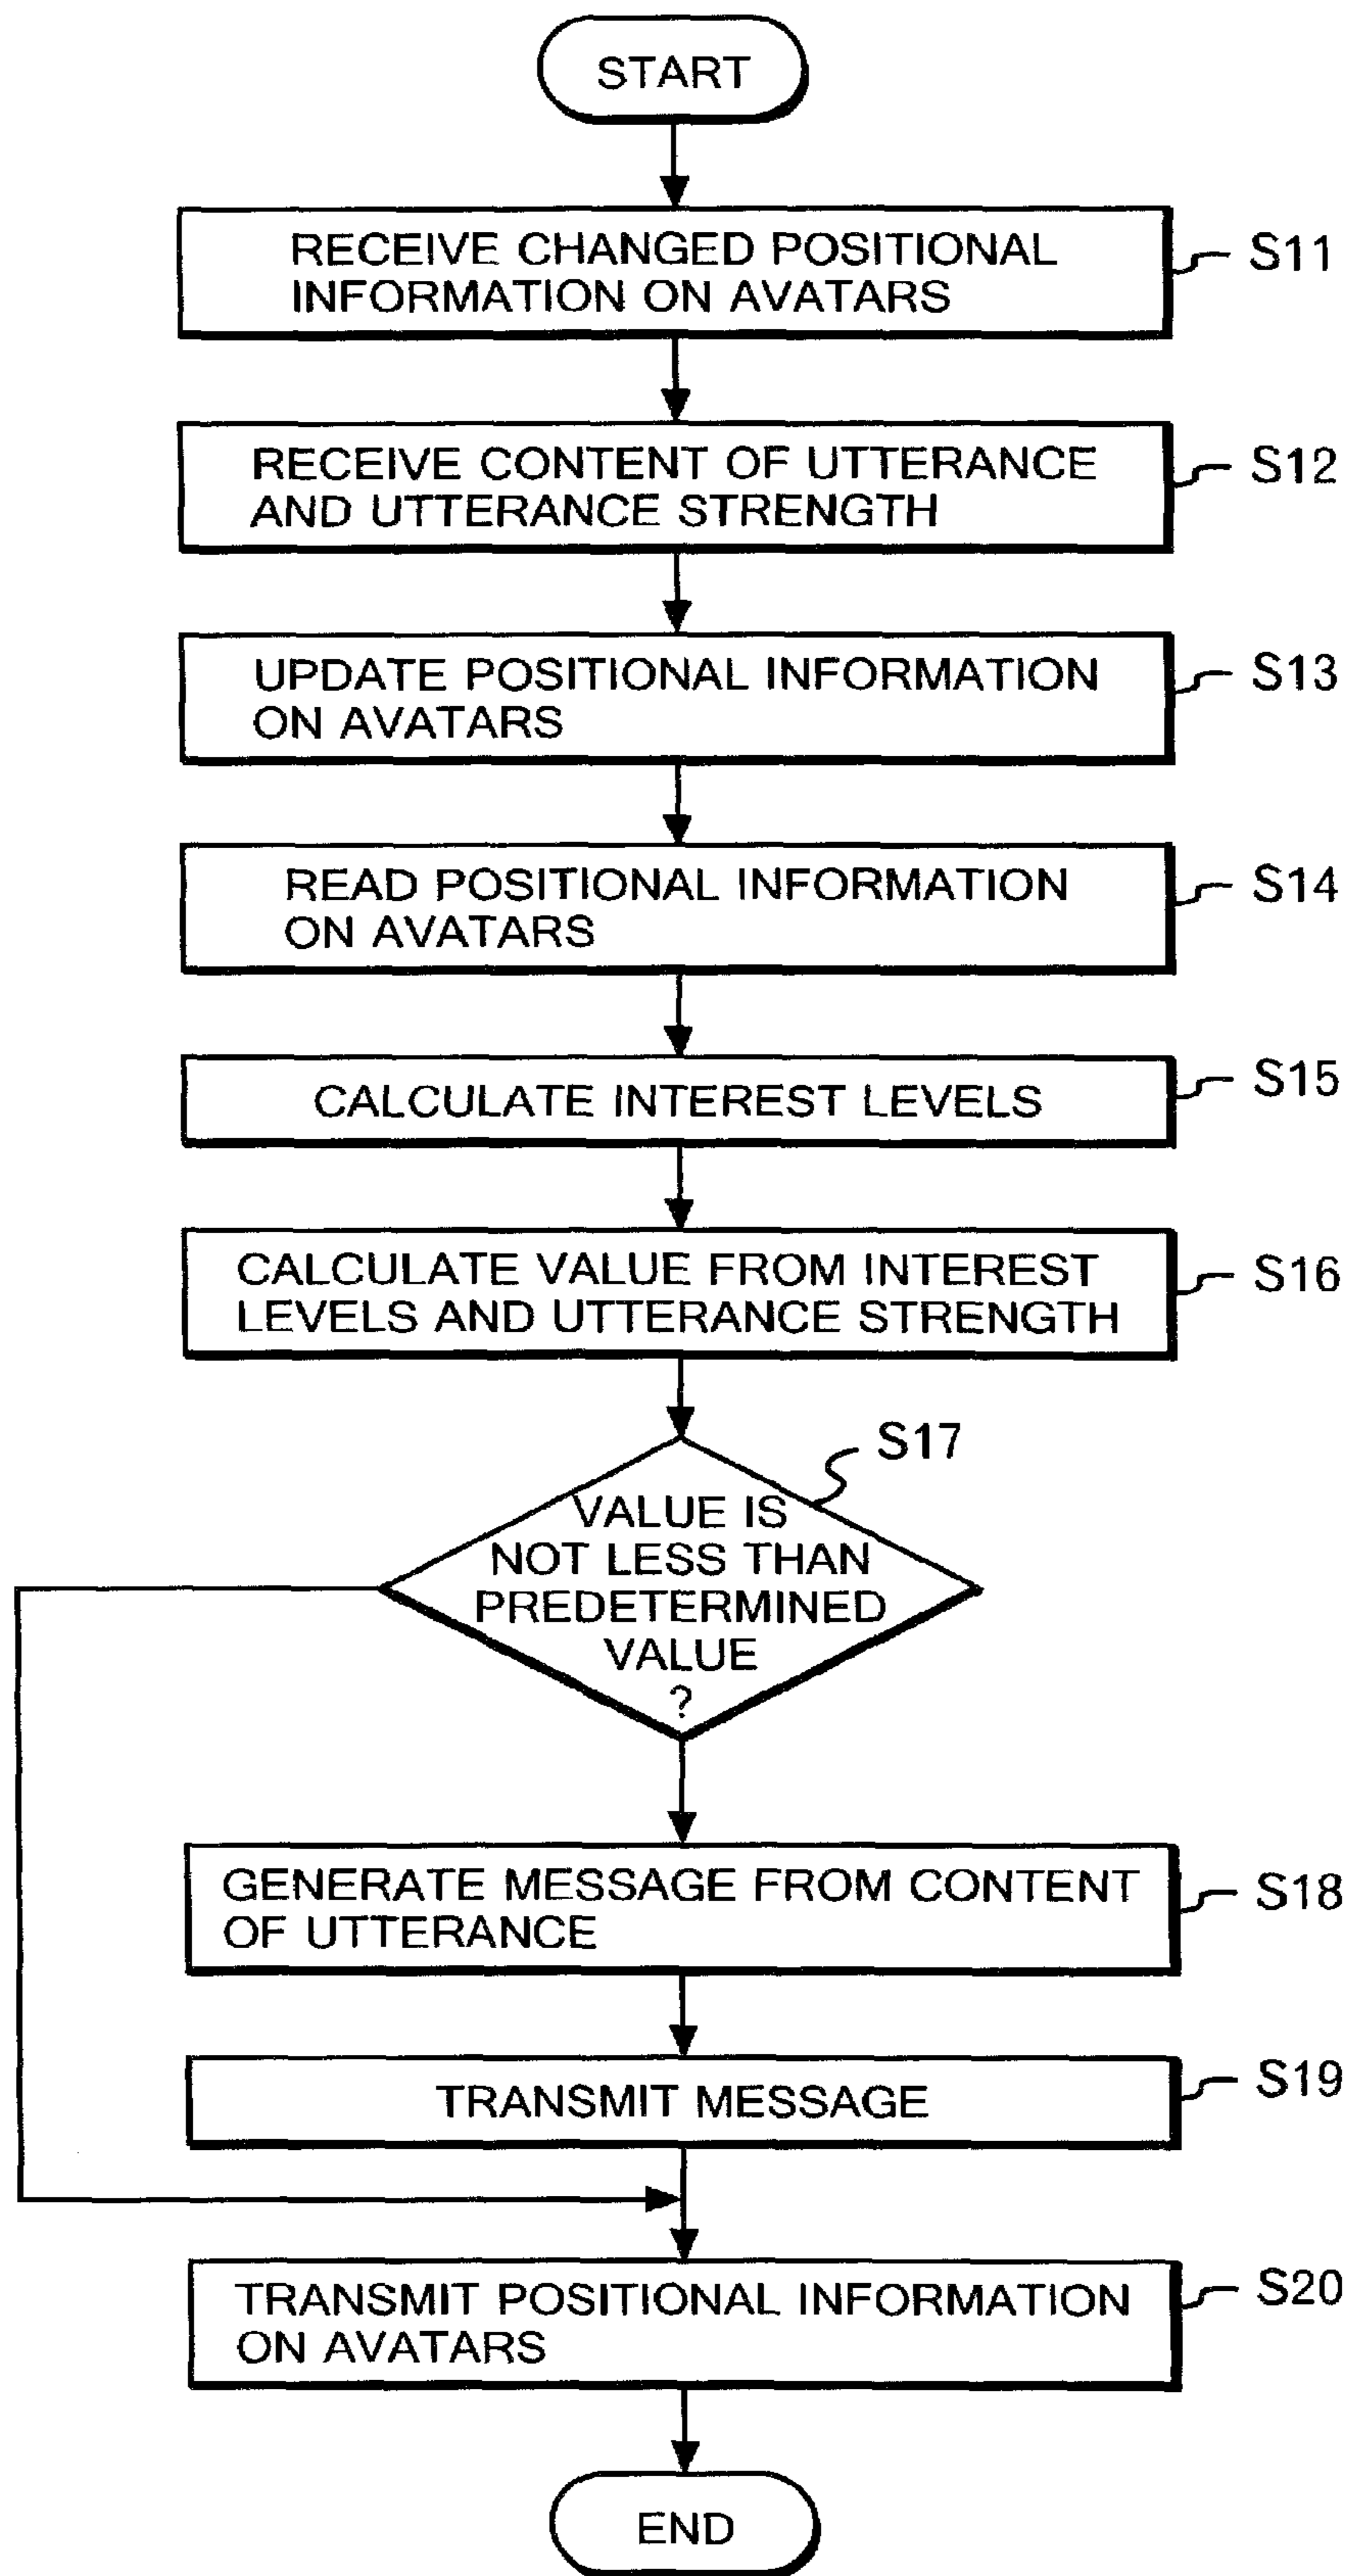 START
RECEIVE CHANGED POSITIONAL
INFORMATION ON AVATARS
S11
RECEIVE CONTENT OF UTTERANCE
AND UTTERANCE STRENGTH
S12
UPDATE POSITIONAL INFORMATION
ON AVATARS
S13
READ POSITIONAL INFORMATION
ON AVATARS
S14
CALCULATE INTEREST LEVELS
S15
CALCULATE VALUE FROM INTEREST
LEVELS AND UTTERANCE STRENGTH
S16
S17
VALUE IS
NOT LESS THAN
PREDETERMINED
VALUE
?
GENERATE MESSAGE FROM CONTENT
OF UTTERANCE
S18
TRANSMIT MESSAGE
S19
TRANSMIT POSITIONAL INFORMATION
ON AVATARS
S20
END